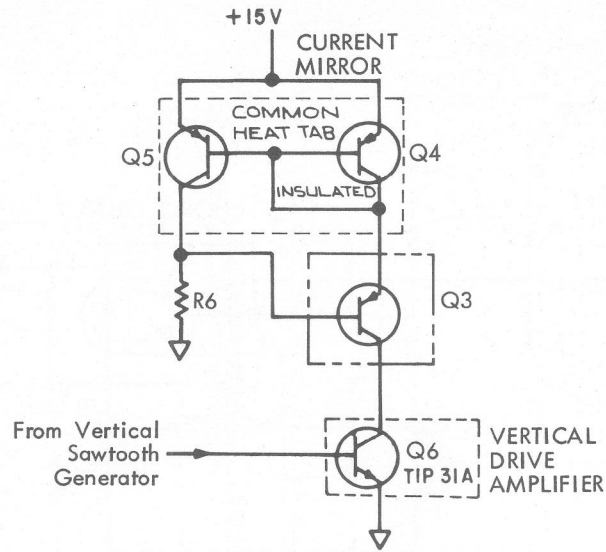 +15V
CURRENT
MIRROR
COMMON
HEAT TAB
Q5
Q4
INSULATED
R6
Q3
From Vertical
Sawtooth
Generator
Q6
TIP 31A
VERTICAL
DRIVE
AMPLIFIER